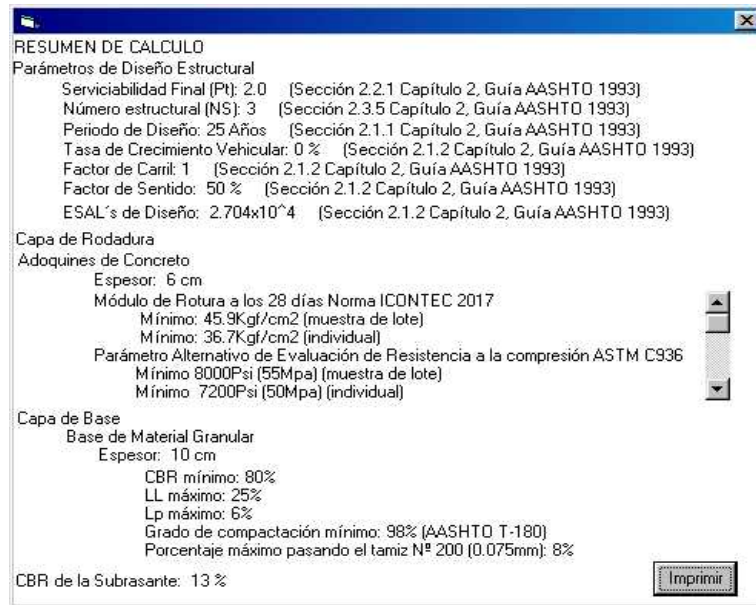 RESUMEN DE CALCULO
Parámetros de Diseño Estructural
Serviciabilidad Final (Pt): 2.0 (Sección 2.2.1 Capítulo 2, Guía AASHTO 1993)
Número estructural (NS): 3 (Sección 2.3.5 Capítulo 2, Guía AASHTO 1993)
Periodo de Diseño: 25 Años (Sección 2.1.1 Capítulo 2, Guía AASHTO 1993)
Tasa de Crecimiento Vehicular: 0 % (Sección 2.1.2 Capítulo 2, Guía AASHTO 1993)
Factor de Carril: 1 (Sección 2.1.2 Capítulo 2, Guía AASHTO 1993)
Factor de Sentido: 50 % (Sección 2.1.2 Capítulo 2, Guía AASHTO 1993)
ESAL´s de Diseño: 2.704x10^4 (Sección 2.1.2 Capítulo 2, Guía AASHTO 1993)
Capa de Rodadura
Adoquines de Concreto
Espesor: 6 cm
Módulo de Rotura a los 28 días Norma ICONTEC 2017
Mínimo: 45.9Kgf/cm2 (muestra de lote)
Mínimo: 36.7Kgf/cm2 (individual)
Parámetro Alternativo de Evaluación de Resistencia a la compresión ASTM C936
Mínimo 8000Psi (55Mpa) (muestra de lote)
Mínimo 7200Psi (50Mpa) (individual)
Capa de Base
Base de Material Granular
Espesor: 10 cm
CBR mínimo: 80%
LL máximo: 25%
Lp máximo: 6%
Grado de compactación mínimo: 98% (AASHTO T-180)
Porcentaje máximo pasando el tamiz Nº 200 (0.075mm): 8%
CBR de la Subrasante: 13 %
Imprimir